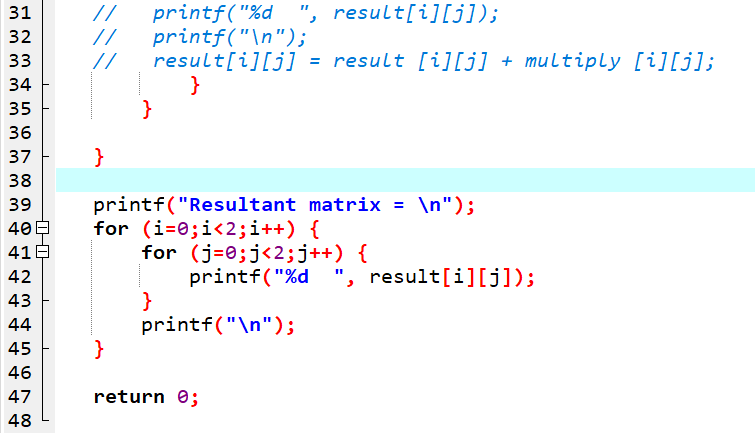 31 //   printf("%d  ", result[i][j]);
32 //   printf("\n");
33 //   result[i][j] = result [i][j] + multiply [i][j];
34         }
35     }
36
37 }
38
39 printf("Resultant matrix = \n");
40 for (i=0;i<2;i++) {
41     for (j=0;j<2;j++) {
42         printf("%d  ", result[i][j]);
43     }
44     printf("\n");
45 }
46
47 return 0;
48